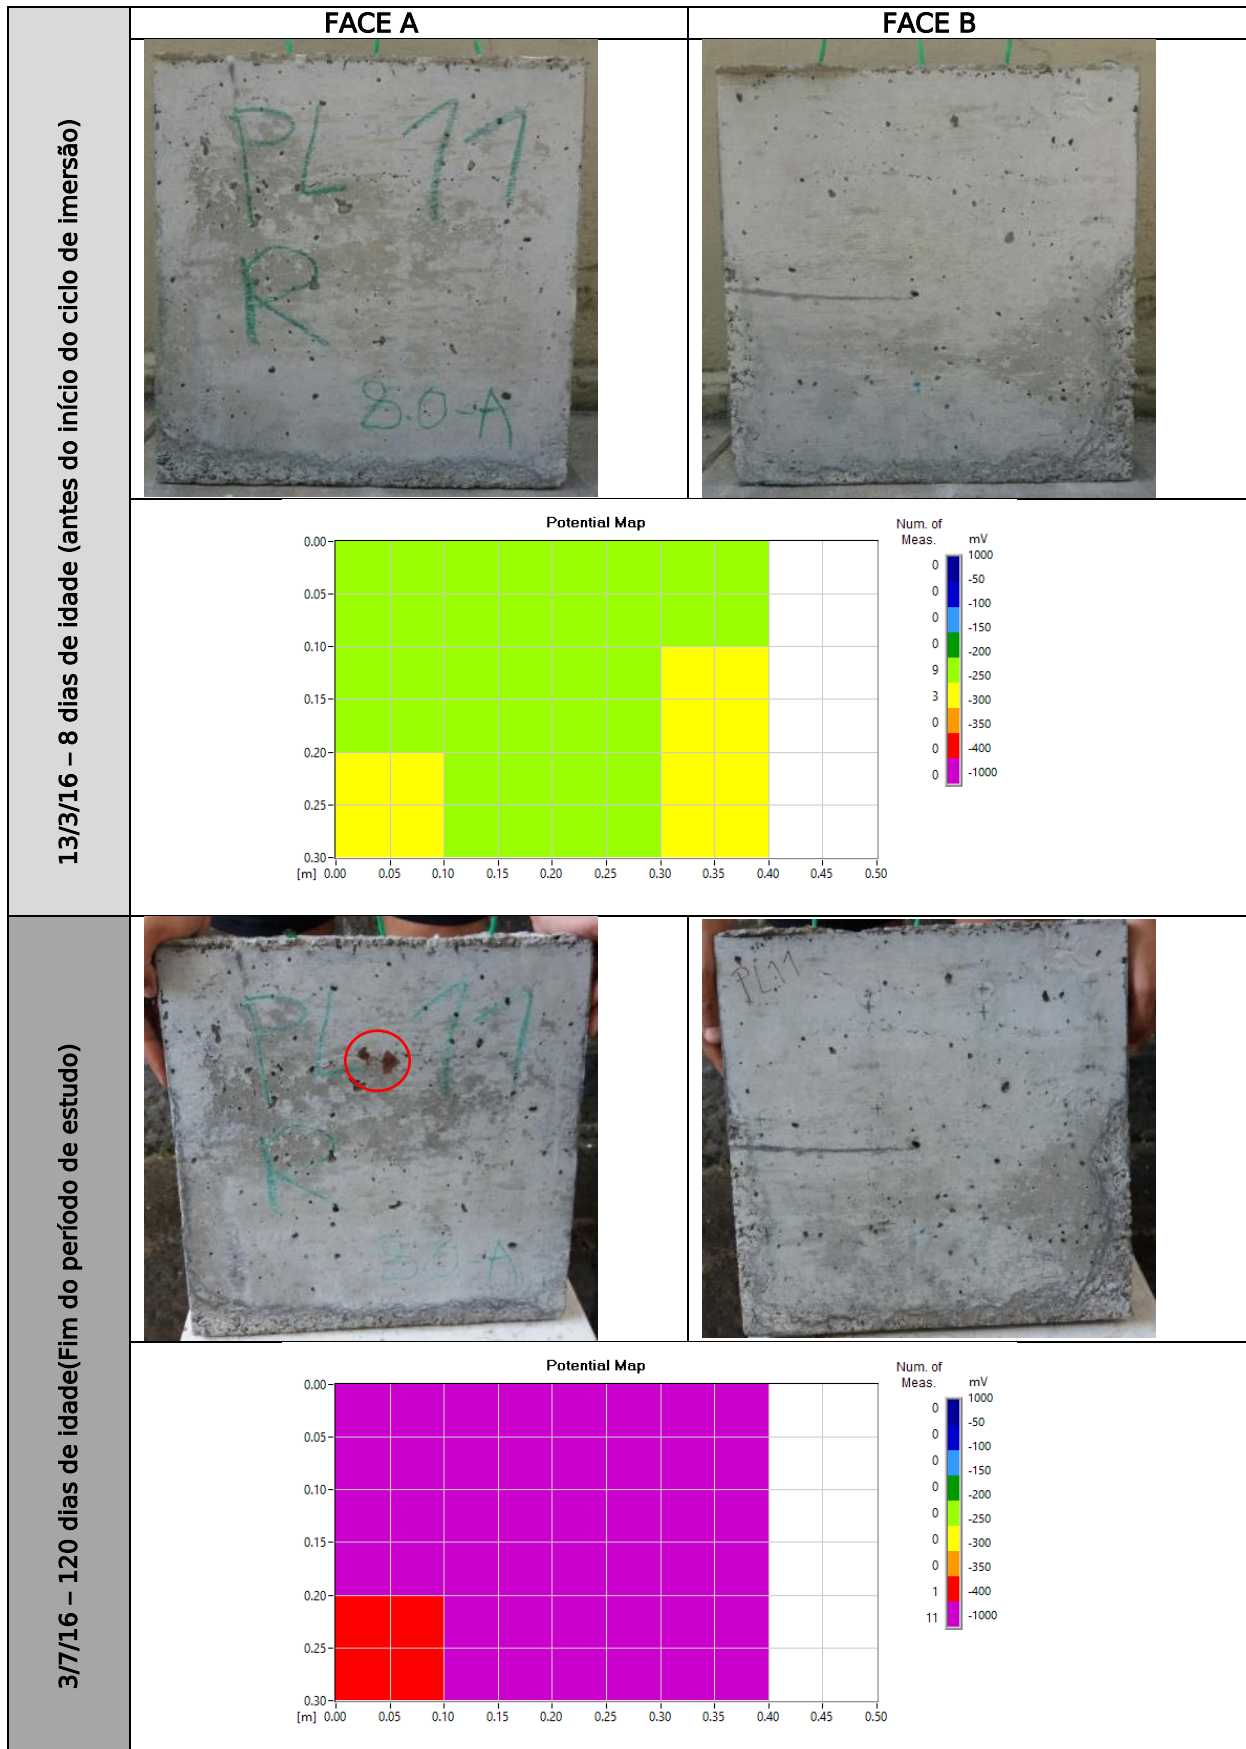 FACE A
FACE B
13/3/16 – 8 dias de idade (antes do início do ciclo de imersão)
PL 11
R
8.0-A
Potential Map
Num. of
Meas.
mV
0.00
0.05
0.10
0.15
0.20
0.25
0.30
[m] 0.00 0.05 0.10 0.15 0.20 0.25 0.30 0.35 0.40 0.45 0.50
1000
0
-50
0
-100
0
-150
0
-200
9
-250
3
-300
0
-350
0
-400
0
-1000
3/7/16 – 120 dias de idade(Fim do período de estudo)
PL 11
R
8.0-A
PL11
Potential Map
Num. of
Meas.
mV
0.00
0.05
0.10
0.15
0.20
0.25
0.30
[m] 0.00 0.05 0.10 0.15 0.20 0.25 0.30 0.35 0.40 0.45 0.50
1000
0
-50
0
-100
0
-150
0
-200
0
-250
0
-300
0
-350
1
-400
11
-1000